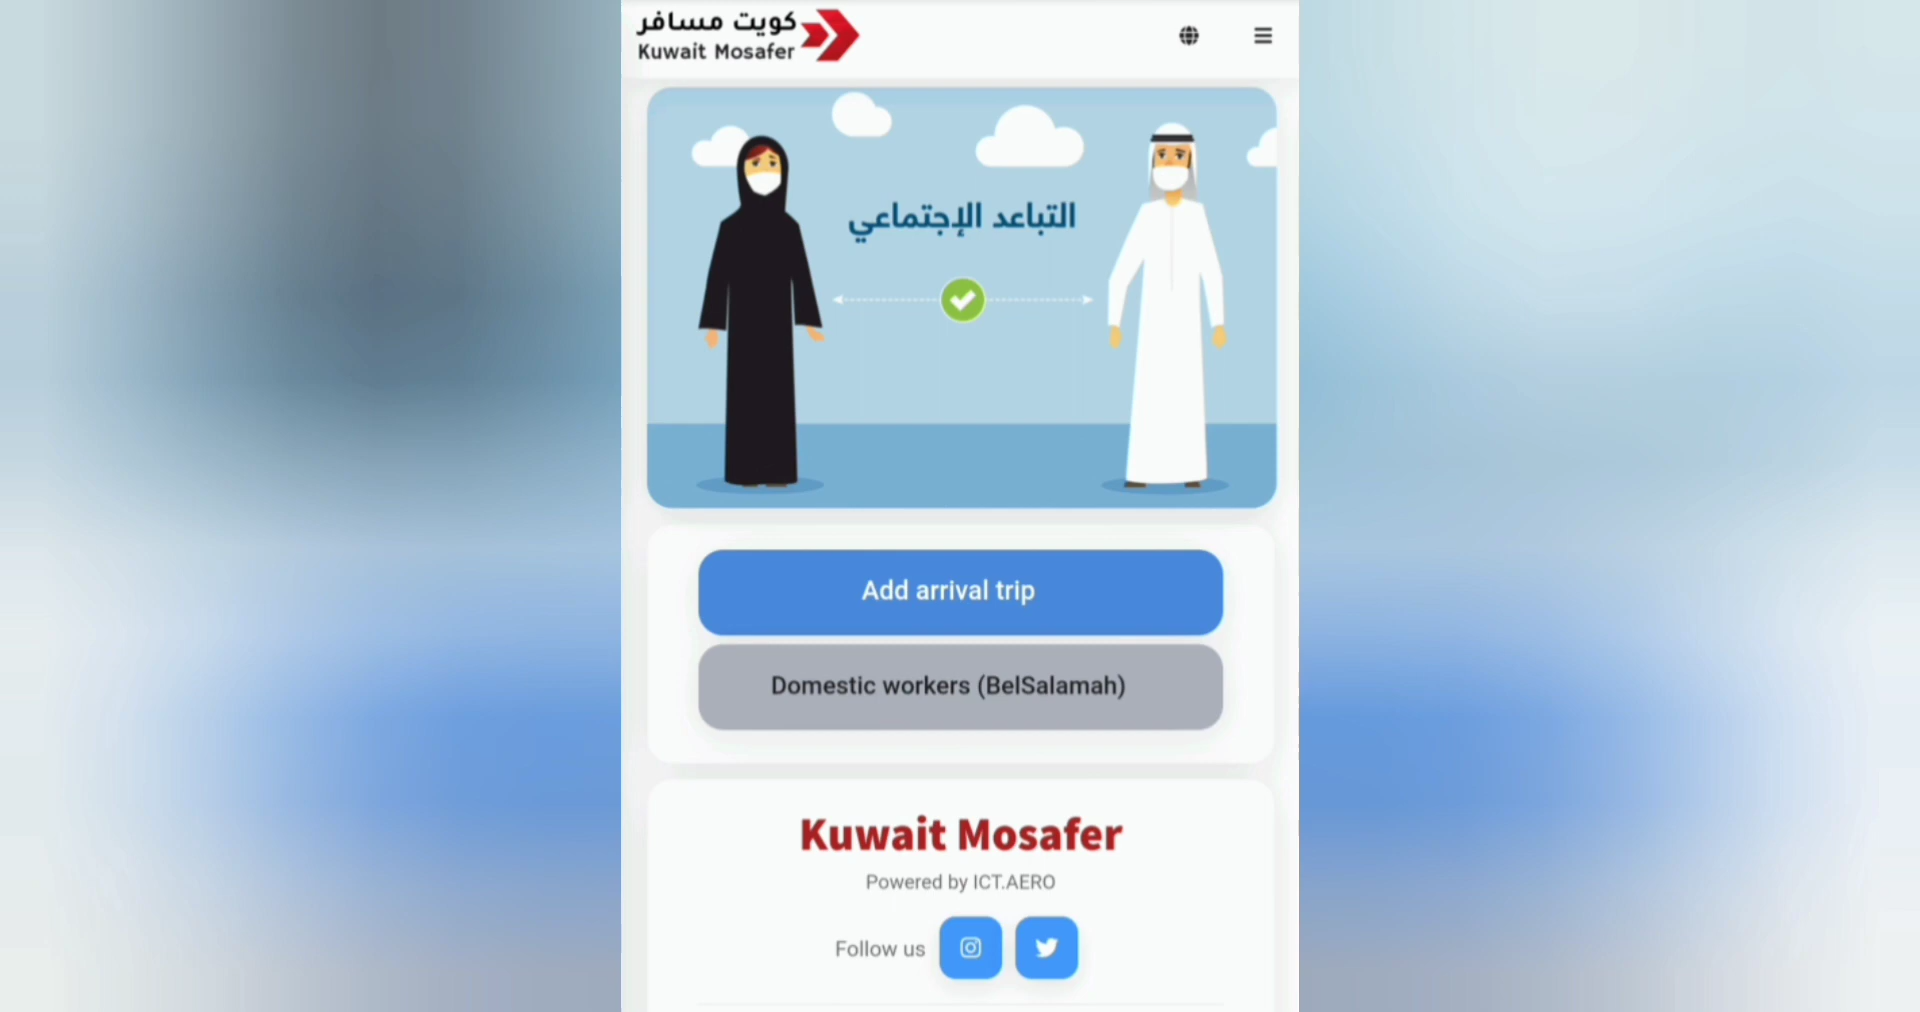 كويت مسافر
Kuwait Mosafer
التباعد الإجتماعي
Add arrival trip
Domestic workers (BelSalamah)
Kuwait Mosafer
Powered by ICT.AERO
Follow us